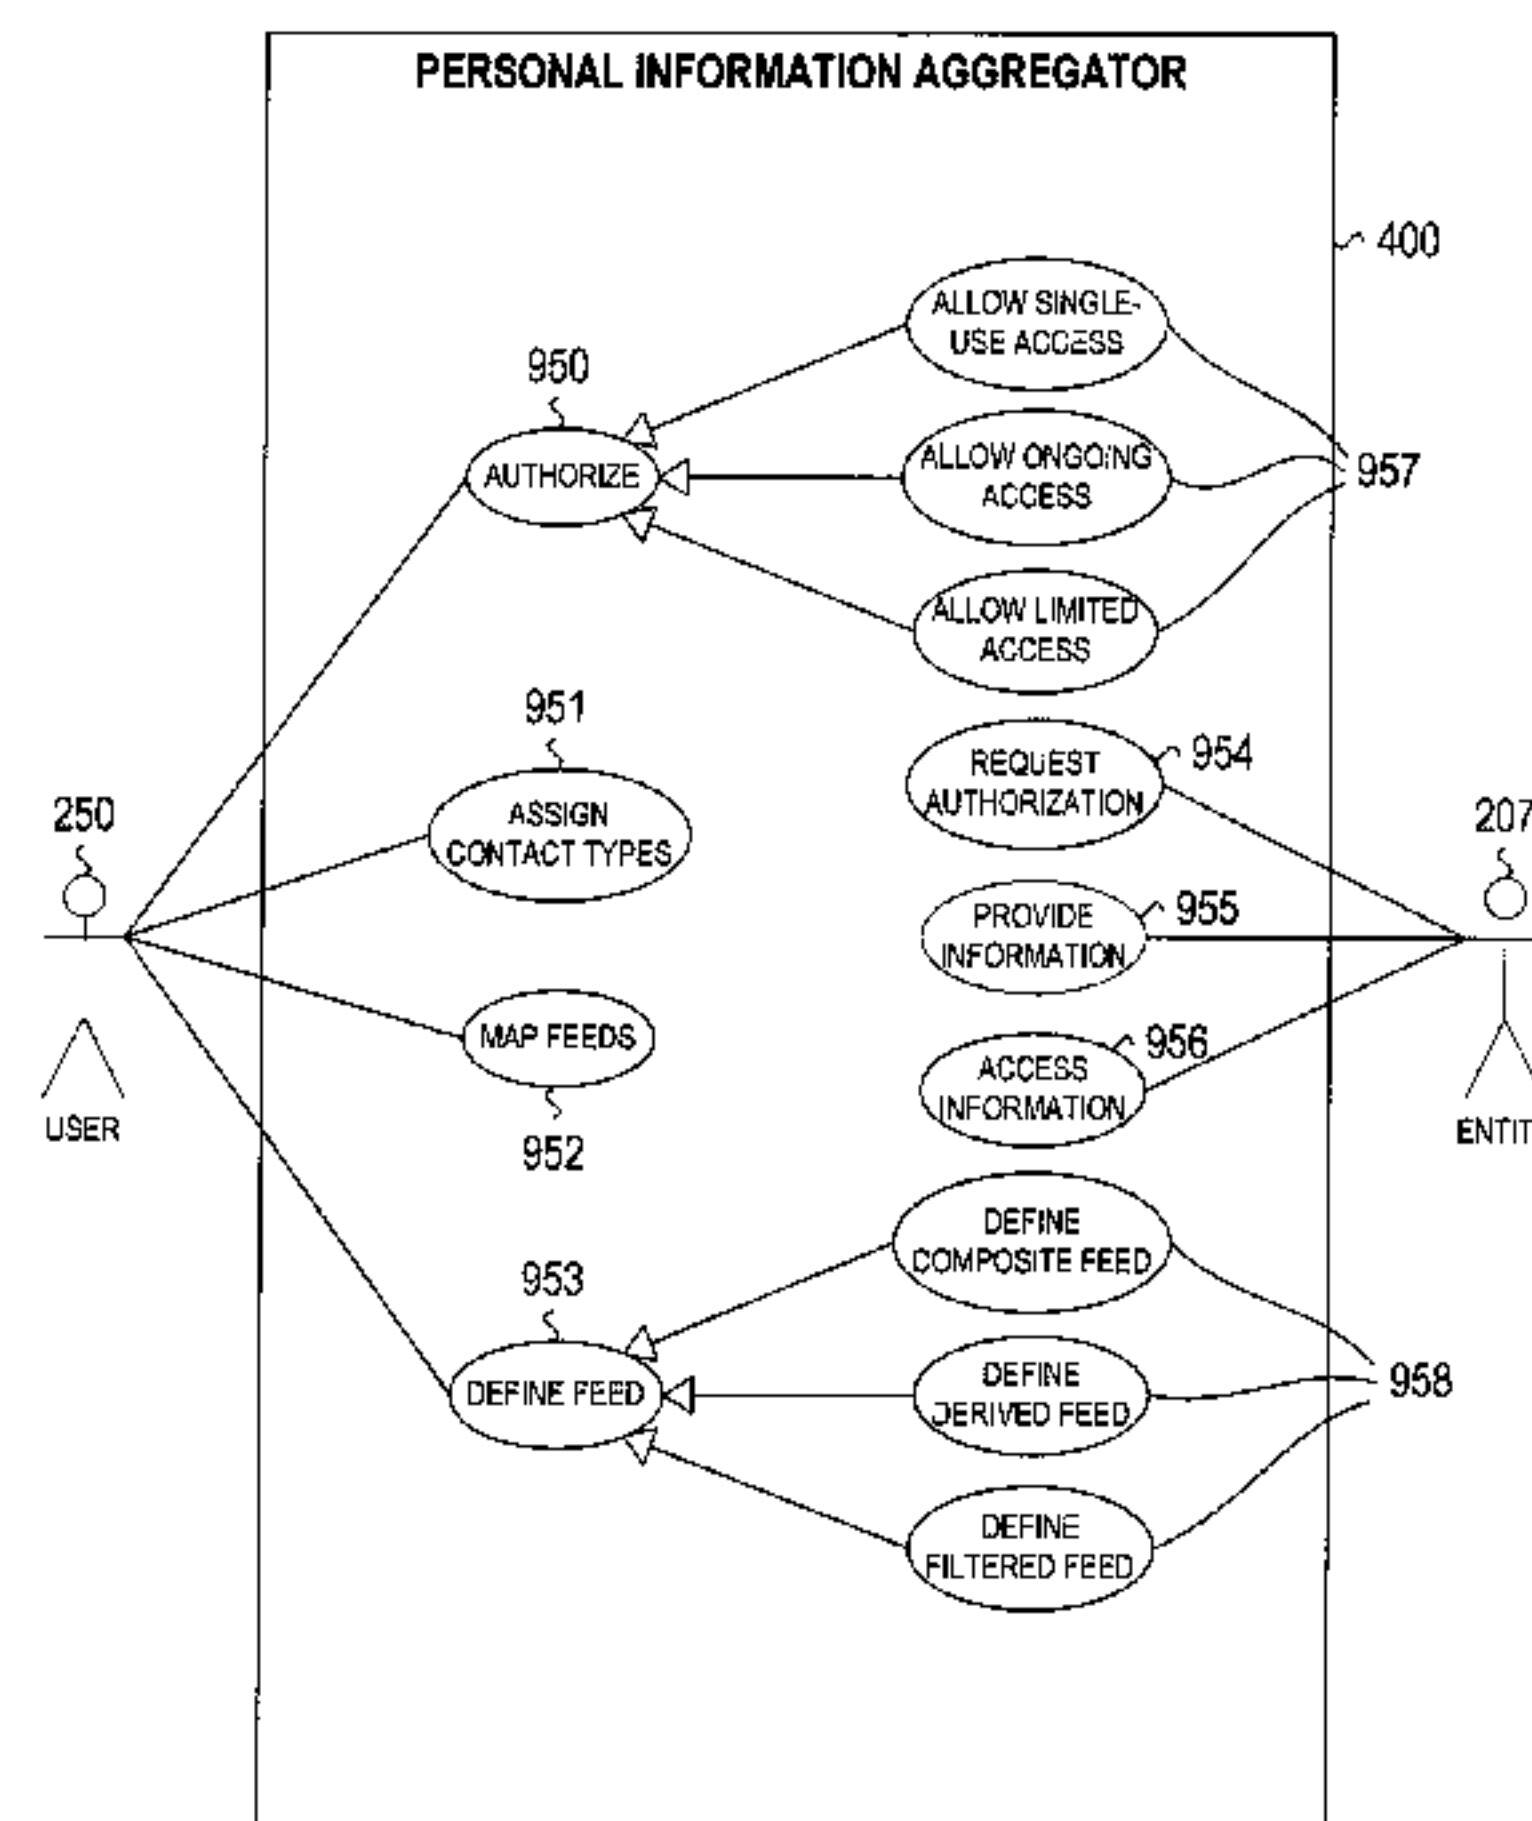 PERSONAL INFORMATION AGGREGATOR
400
ALLOW SINGLE-
USE ACCESS
950
AUTHORIZE
ALLOW ONGOING
ACCESS
957
ALLOW LIMITED
ACCESS
951
ASSIGN
CONTACT TYPES
REQUEST
AUTHORIZATION
954
250
USER
207
ENTIT
PROVIDE
INFORMATION
955
MAP FEEDS
952
ACCESS
INFORMATION
956
DEFINE
COMPOSITE FEED
953
DEFINE FEED
DEFINE
DERIVED FEED
958
DEFINE
FILTERED FEED